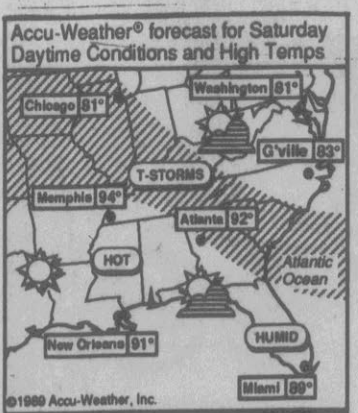 Accu-Weather® forecast for Saturday
Daytime Conditions and High Temps
Washington 81°
Chicago 81°
G'ville 83°
T-STORMS
Memphis 94°
Atlanta 92°
HOT
Atlantic
Ocean
New Orleans 91°
HUMID
Miami 89°
©1989 Accu-Weather, Inc.